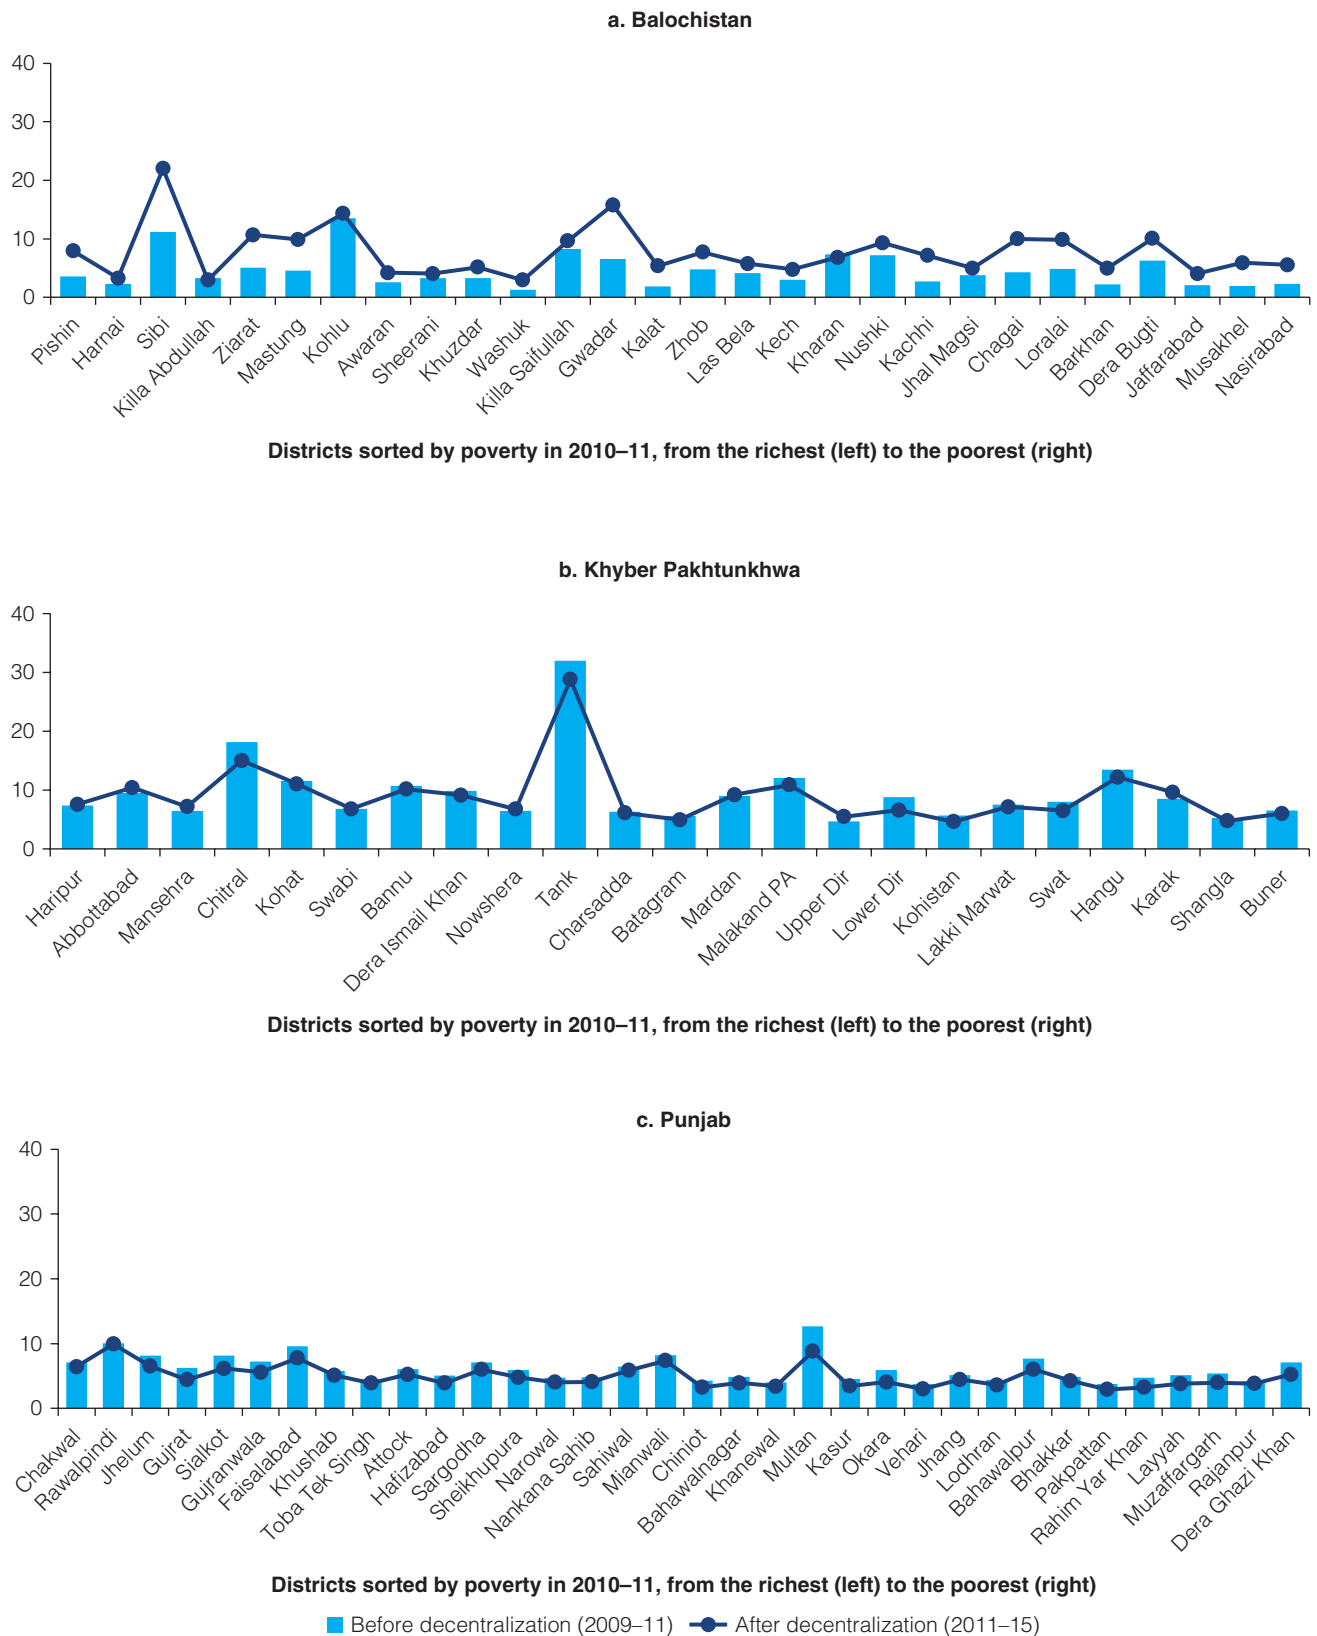 a. Balochistan
40
30
20
10
0
Pishin
Harnai
Sibi
Killa Abdullah
Ziarat
Mastung
Kohlu
Awaran
Sheerani
Khuzdar
Washuk
Killa Saifullah
Gwadar
Kalat
Zhob
Las Bela
Kech
Kharan
Nushki
Kachhi
Jhal Magsi
Chagai
Loralai
Barkhan
Dera Bugti
Jaffarabad
Musakhel
Nasirabad
Districts sorted by poverty in 2010–11, from the richest (left) to the poorest (right)
b. Khyber Pakhtunkhwa
40
30
20
10
0
Haripur
Abbottabad
Mansehra
Chitral
Kohat
Swabi
Bannu
Dera Ismail Khan
Nowshera
Tank
Charsadda
Batagram
Mardan
Malakand PA
Upper Dir
Lower Dir
Kohistan
Lakki Marwat
Swat
Hangu
Karak
Shangla
Buner
Districts sorted by poverty in 2010–11, from the richest (left) to the poorest (right)
c. Punjab
40
30
20
10
0
Chakwal
Rawalpindi
Jhelum
Gujrat
Sialkot
Gujranwala
Faisalabad
Khushab
Toba Tek Singh
Attock
Hafizabad
Sargodha
Sheikhupura
Narowal
Nankana Sahib
Sahiwal
Mianwali
Chiniot
Bahawalnagar
Khanewal
Multan
Kasur
Okara
Vehari
Jhang
Lodhran
Bahawalpur
Bhakkar
Pakpattan
Rahim Yar Khan
Layyah
Muzaffargarh
Rajanpur
Dera Ghazi Khan
Districts sorted by poverty in 2010–11, from the richest (left) to the poorest (right)
Before decentralization (2009–11) After decentralization (2011–15)